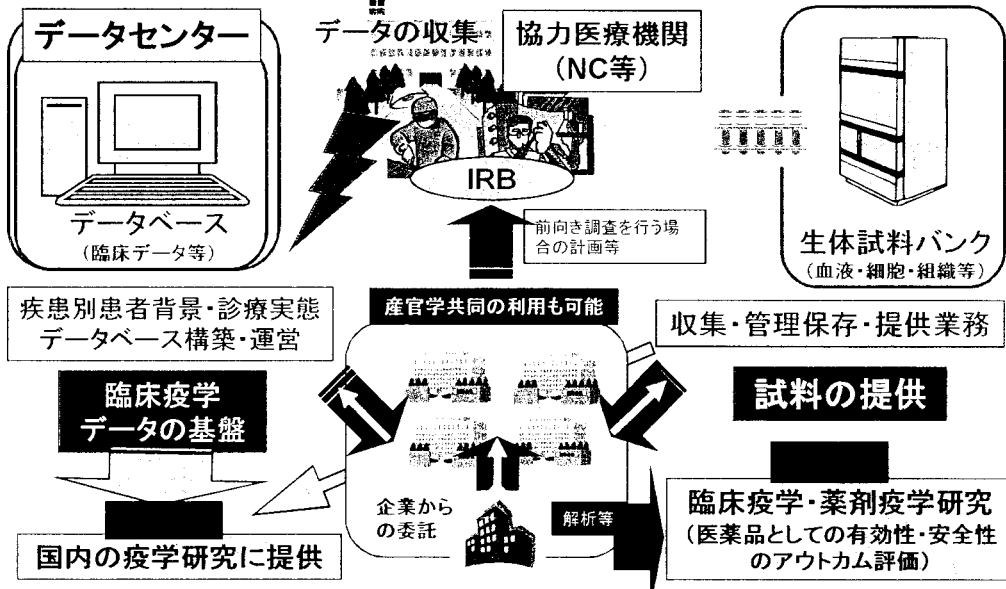 データセンター
データベース
（臨床データ等）
データの収集
協力医療機関
（NC等）
IRB
前向き調査を行う場
合の計画等
生体試料バンク
（血液・細胞・組織等）
疾患別患者背景・診療実態
データベース構築・運営
臨床疫学
データの基盤
国内の疫学研究に提供
産官学共同の利用も可能
企業から
の委託
解析等
収集・管理保存・提供業務
試料の提供
臨床疫学・薬剤疫学研究
（医薬品としての有効性・安全性
のアウトカム評価）